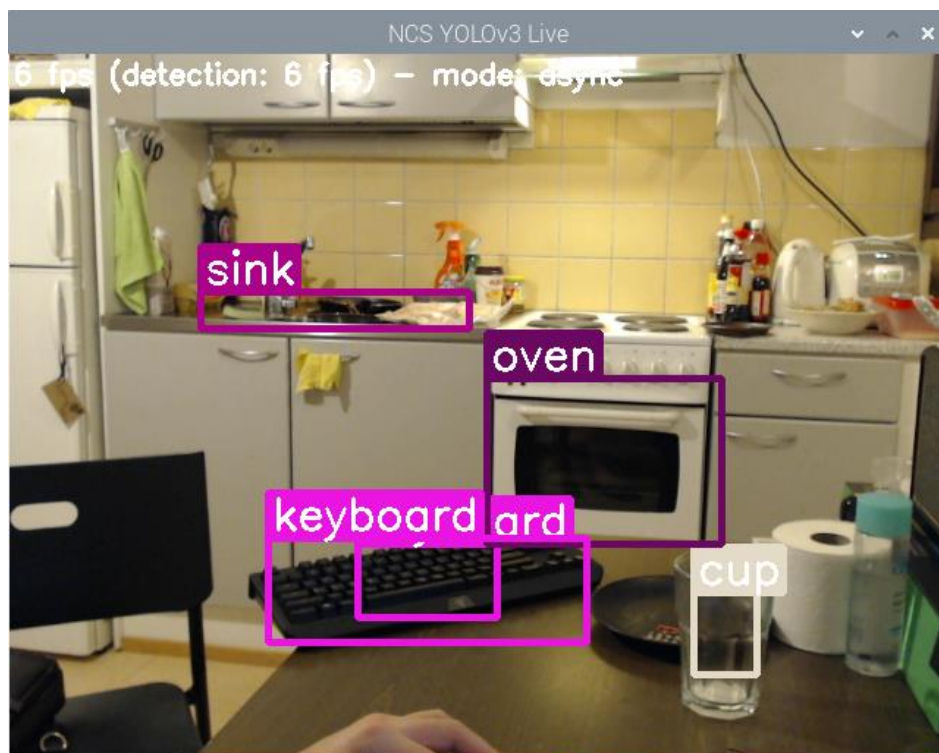 NCS YOLOv3 Live
6 fps (detection: 6 fps) - mode: async
sink
oven
keyboard
ard
cup